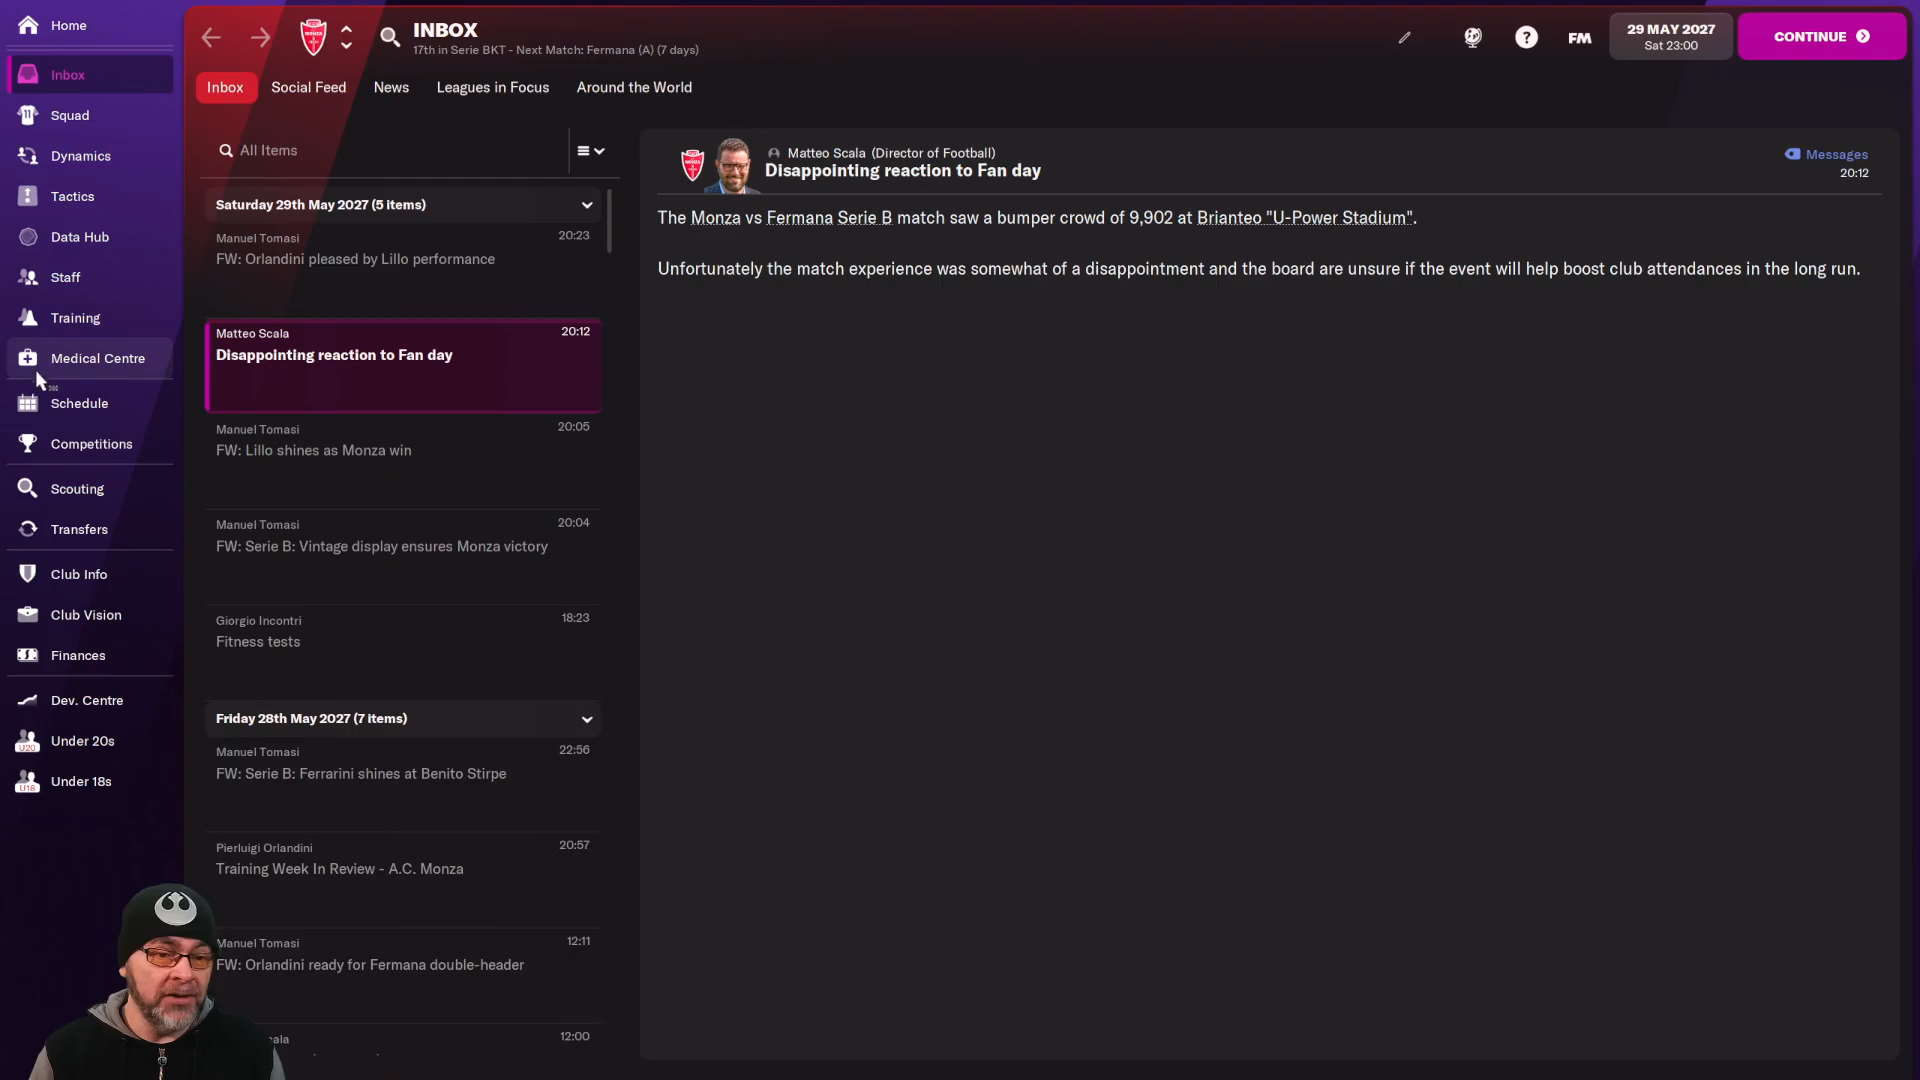 Home
Inbox
Squad
Dynamics
Tactics
Data Hub
Staff
Training
Medical Centre
Schedule
Competitions
Scouting
Transfers
Club Info
Club Vision
Finances
Dev. Centre
U20
Under 20s
U18
Under 18s
MONZA
INBOX
17th in Serie BKT - Next Match: Fermana (A) (7 days)
?
FM
29 MAY 2027
Sat 23:00
CONTINUE
Inbox
Social Feed
News
Leagues in Focus
Around the World
All Items
Saturday 29th May 2027 (5 items)
Manuel Tomasi
20:23
FW: Orlandini pleased by Lillo performance
Matteo Scala
20:12
Disappointing reaction to Fan day
Manuel Tomasi
20:05
FW: Lillo shines as Monza win
Manuel Tomasi
20:04
FW: Serie B: Vintage display ensures Monza victory
Giorgio Incontri
18:23
Fitness tests
Friday 28th May 2027 (7 items)
Manuel Tomasi
22:56
FW: Serie B: Ferrarini shines at Benito Stirpe
Pierluigi Orlandini
20:57
Training Week In Review - A.C. Monza
Manuel Tomasi
12:11
FW: Orlandini ready for Fermana double-header
12:00
MONZA
Matteo Scala (Director of Football)
Disappointing reaction to Fan day
Messages
20:12
The Monza vs Fermana Serie B match saw a bumper crowd of 9,902 at Brianteo "U-Power Stadium".
Unfortunately the match experience was somewhat of a disappointment and the board are unsure if the event will help boost club attendances in the long run.